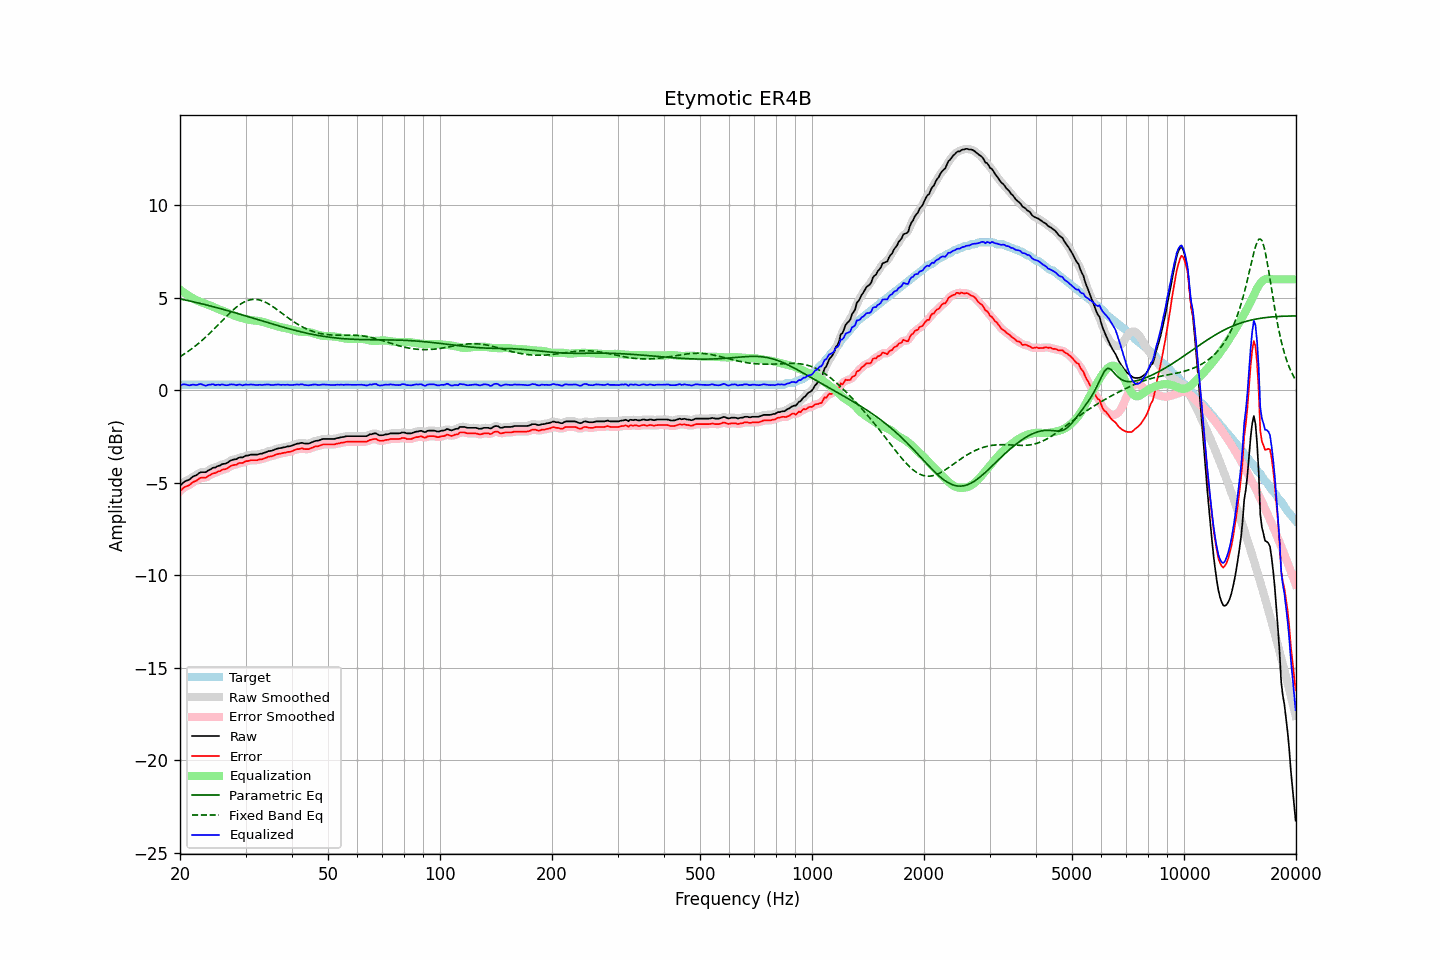 Etymotic ER4B
Amplitude (dBr)
10
5
0
−5
−10
−15
−20
−25
Target
Raw Smoothed
Error Smoothed
Raw
Error
Equalization
Parametric Eq
Fixed Band Eq
Equalized
20 50 100 200 500 1000 2000 5000 10000 20000
Frequency (Hz)